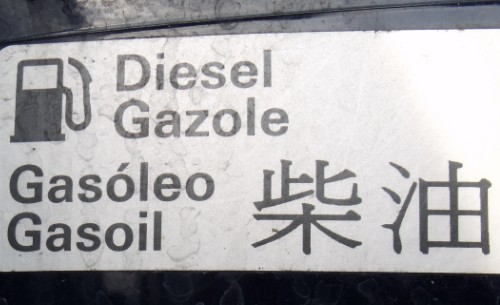 Diesel
Gazole
Gasóleo
Gasoil
柴油